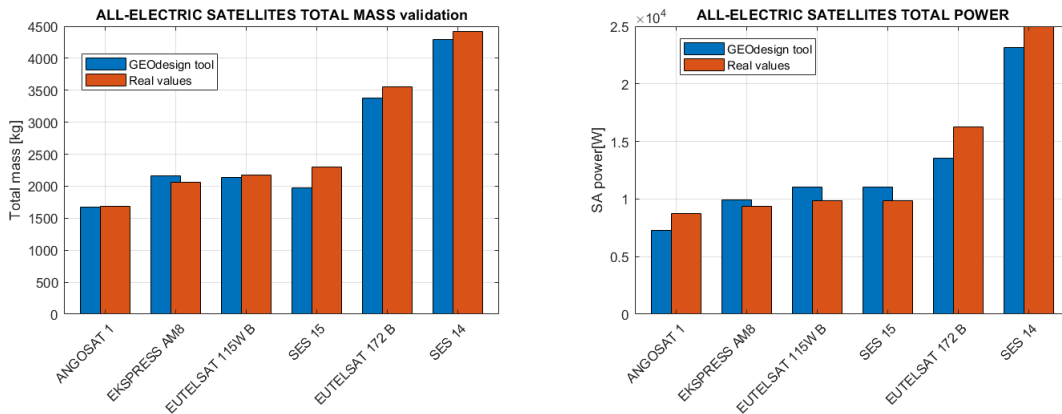 ALL-ELECTRIC SATELLITES TOTAL MASS validation
Total mass [kg]
4500
4000
3500
3000
2500
2000
1500
1000
500
0
GEOdesign tool
Real values
ANGOSAT 1
EKSPRESS AM8
EUTELSAT 115W B
SES 15
EUTELSAT 172 B
SES 14
ALL-ELECTRIC SATELLITES TOTAL POWER
×10⁴
SA power[W]
2.5
2
1.5
1
0.5
0
GEOdesign tool
Real values
ANGOSAT 1
EKSPRESS AM8
EUTELSAT 115W B
SES 15
EUTELSAT 172 B
SES 14